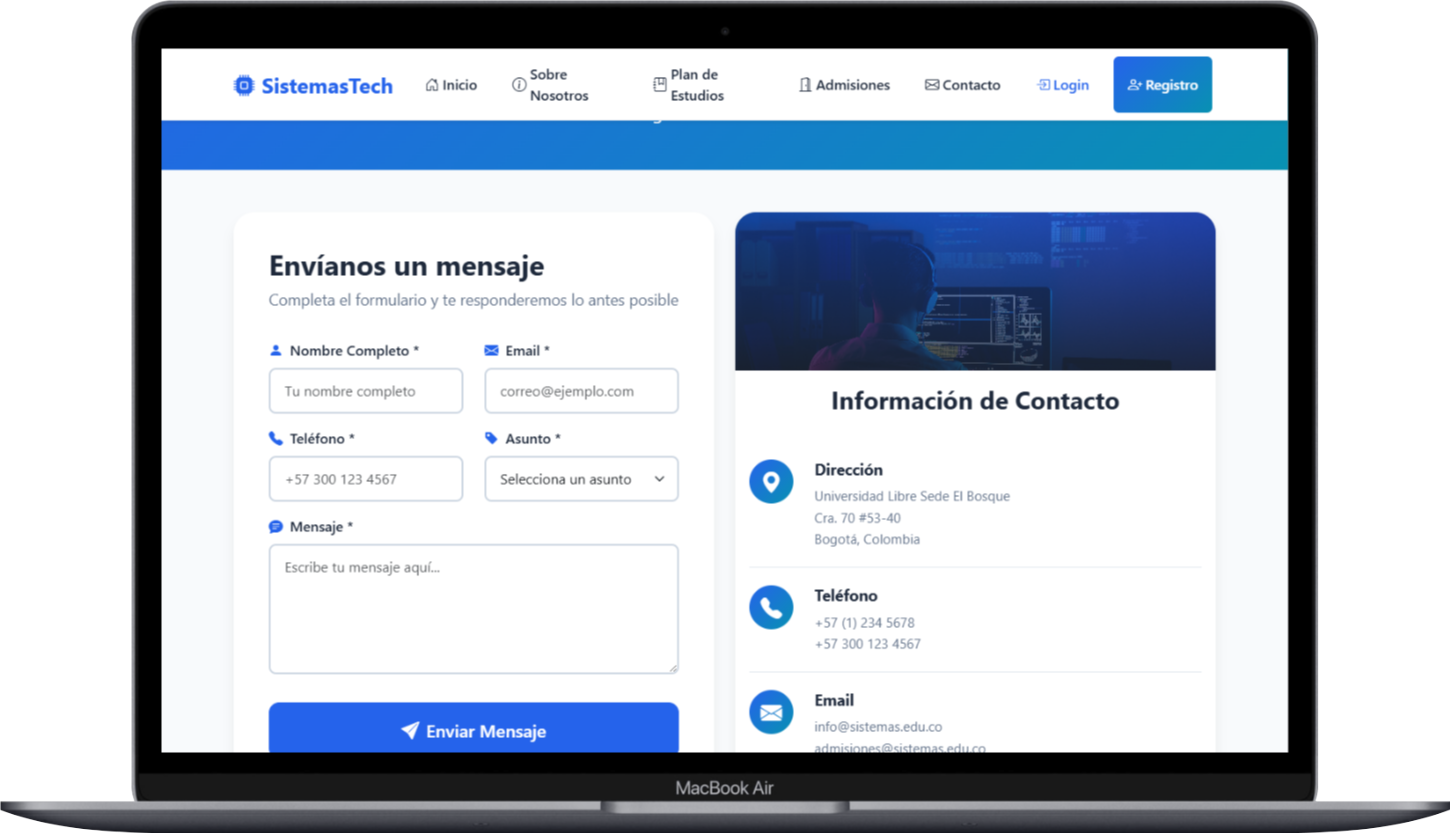 SistemasTech
Inicio
Sobre
Nosotros
Plan de
Estudios
Admisiones
Contacto
Login
Registro
Envíanos un mensaje
Completa el formulario y te responderemos lo antes posible
Nombre Completo *
Email *
Tu nombre completo
correo@ejemplo.com
Teléfono *
Asunto *
+57 300 123 4567
Selecciona un asunto
Mensaje *
Escribe tu mensaje aquí...
Enviar Mensaje
Información de Contacto
Dirección
Universidad Libre Sede El Bosque
Cra. 70 #53-40
Bogotá, Colombia
Teléfono
+57 (1) 234 5678
+57 300 123 4567
Email
info@sistemas.edu.co
admisiones@sistemas.edu.co
MacBook Air